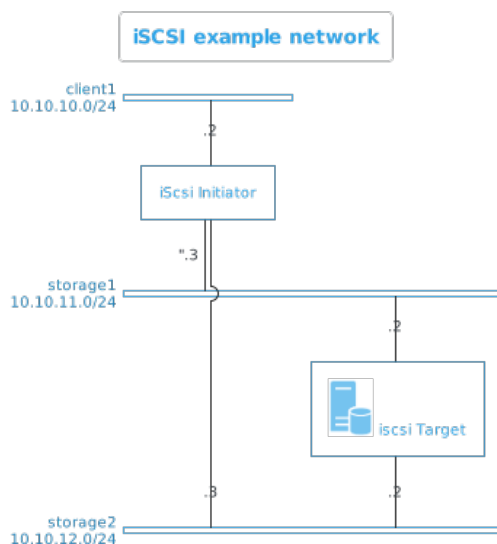 iSCSI example network
client1
10.10.10.0/24
.2
iScsi Initiator
".3
storage1
10.10.11.0/24
.2
iscsi Target
.3
.2
storage2
10.10.12.0/24